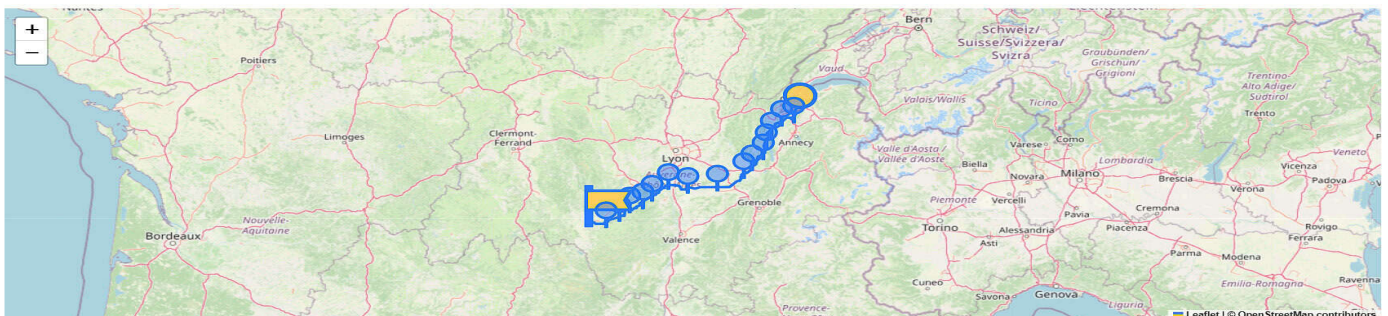 Nantes
+
−
Bern
Schweiz/
Suisse/Svizzera/
Svizra
Graubünden/
Grischun/
Grigioni
Poitiers
Vaud
Trentino-
Alto Adige/
Südtirol
Valais/Wallis
Ticino
Trento
Limoges
Clermont-
Ferrand
Annecy
Valle d'Aosta /
Vallée d'Aoste
Varese
Como
Lombardia
Veneto
Lyon
Biella
Milano
Brescia
Vicenza
Padova
Verona
Grenoble
Piemonte
Vercelli
Pavia
Cremona
Nouvelle-
Aquitaine
Bordeaux
Valence
Torino
Alessandria
Piacenza
Rovigo
Ferrara
Asti
Parma
Modena
Cuneo
Savona
Genova
Emilia-Romagna
Ravenna
Provence-
Liguria
Leaflet | © OpenStreetMap contributors